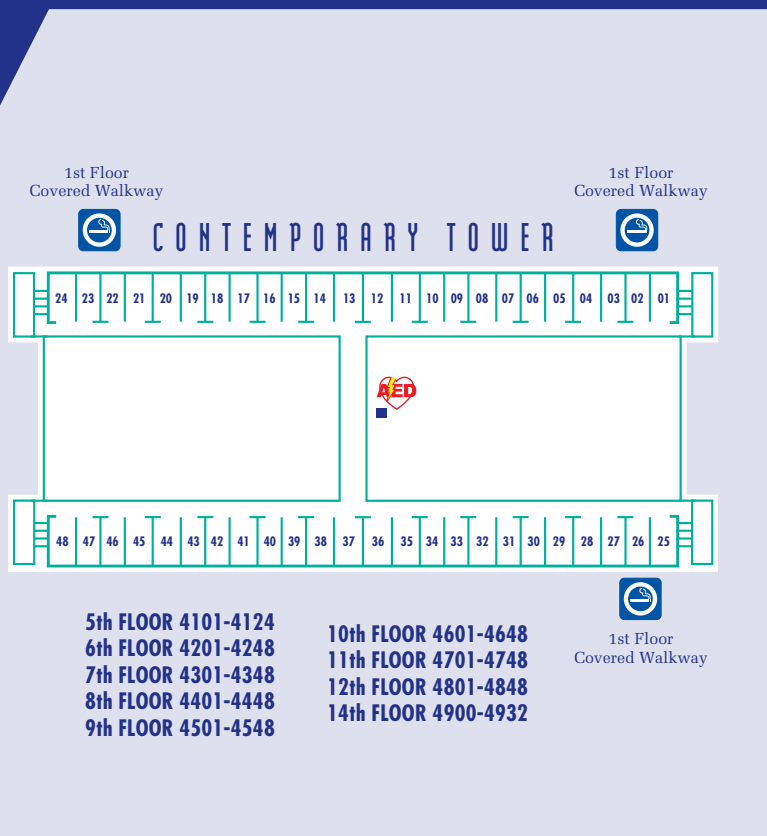 1st Floor
Covered Walkway
1st Floor
Covered Walkway
CONTEMPORARY TOWER
24 23 22 21 20 19 18 17 16 15 14 13 12 11 10 09 08 07 06 05 04 03 02 01
AED
48 47 46 45 44 43 42 41 40 39 38 37 36 35 34 33 32 31 30 29 28 27 26 25
5th FLOOR 4101-4124
6th FLOOR 4201-4248
7th FLOOR 4301-4348
8th FLOOR 4401-4448
9th FLOOR 4501-4548
10th FLOOR 4601-4648
11th FLOOR 4701-4748
12th FLOOR 4801-4848
14th FLOOR 4900-4932
1st Floor
Covered Walkway